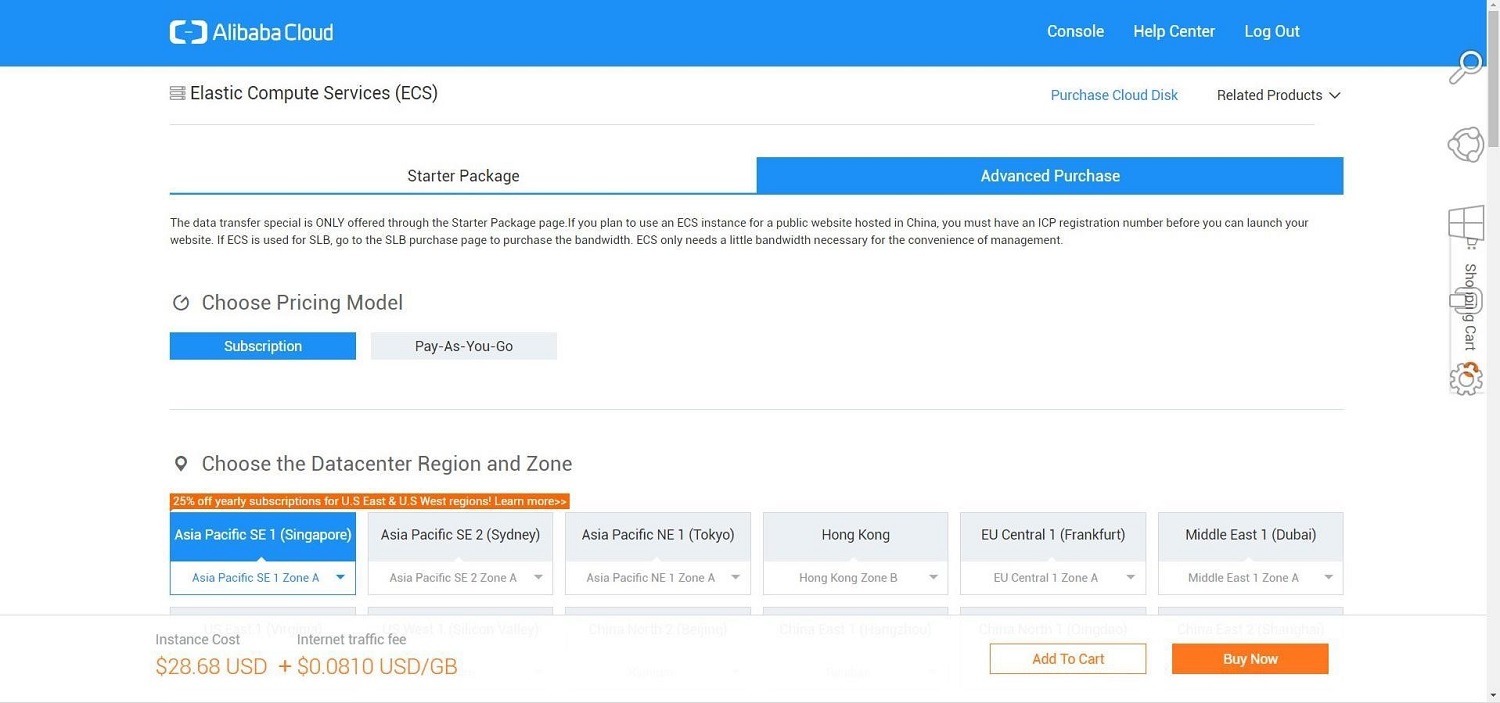 Alibaba Cloud
Console Help Center Log Out
Elastic Compute Services (ECS)
Purchase Cloud Disk Related Products
Starter Package Advanced Purchase
The data transfer special is ONLY offered through the Starter Package page.If you plan to use an ECS instance for a public website hosted in China, you must have an ICP registration number before you can launch your
website. If ECS is used for SLB, go to the SLB purchase page to purchase the bandwidth. ECS only needs a little bandwidth necessary for the convenience of management.
Shopping Cart
Choose Pricing Model
Subscription Pay-As-You-Go
Choose the Datacenter Region and Zone
25% off yearly subscriptions for U.S East & U.S West regions! Learn more>>
Asia Pacific SE 1 (Singapore) Asia Pacific SE 2 (Sydney) Asia Pacific NE 1 (Tokyo) Hong Kong EU Central 1 (Frankfurt) Middle East 1 (Dubai)
Asia Pacific SE 1 Zone A Asia Pacific SE 2 Zone A Asia Pacific NE 1 Zone A Hong Kong Zone B EU Central 1 Zone A Middle East 1 Zone A
US East 1 (Virginia) US West 1 (Silicon Valley) China North 2 (Beijing) China East 1 (Hangzhou) China North 1 (Qingdao) China East 2 (Shanghai)
Instance Cost Internet traffic fee
$28.68 USD + $0.0810 USD/GB
Add To Cart Buy Now